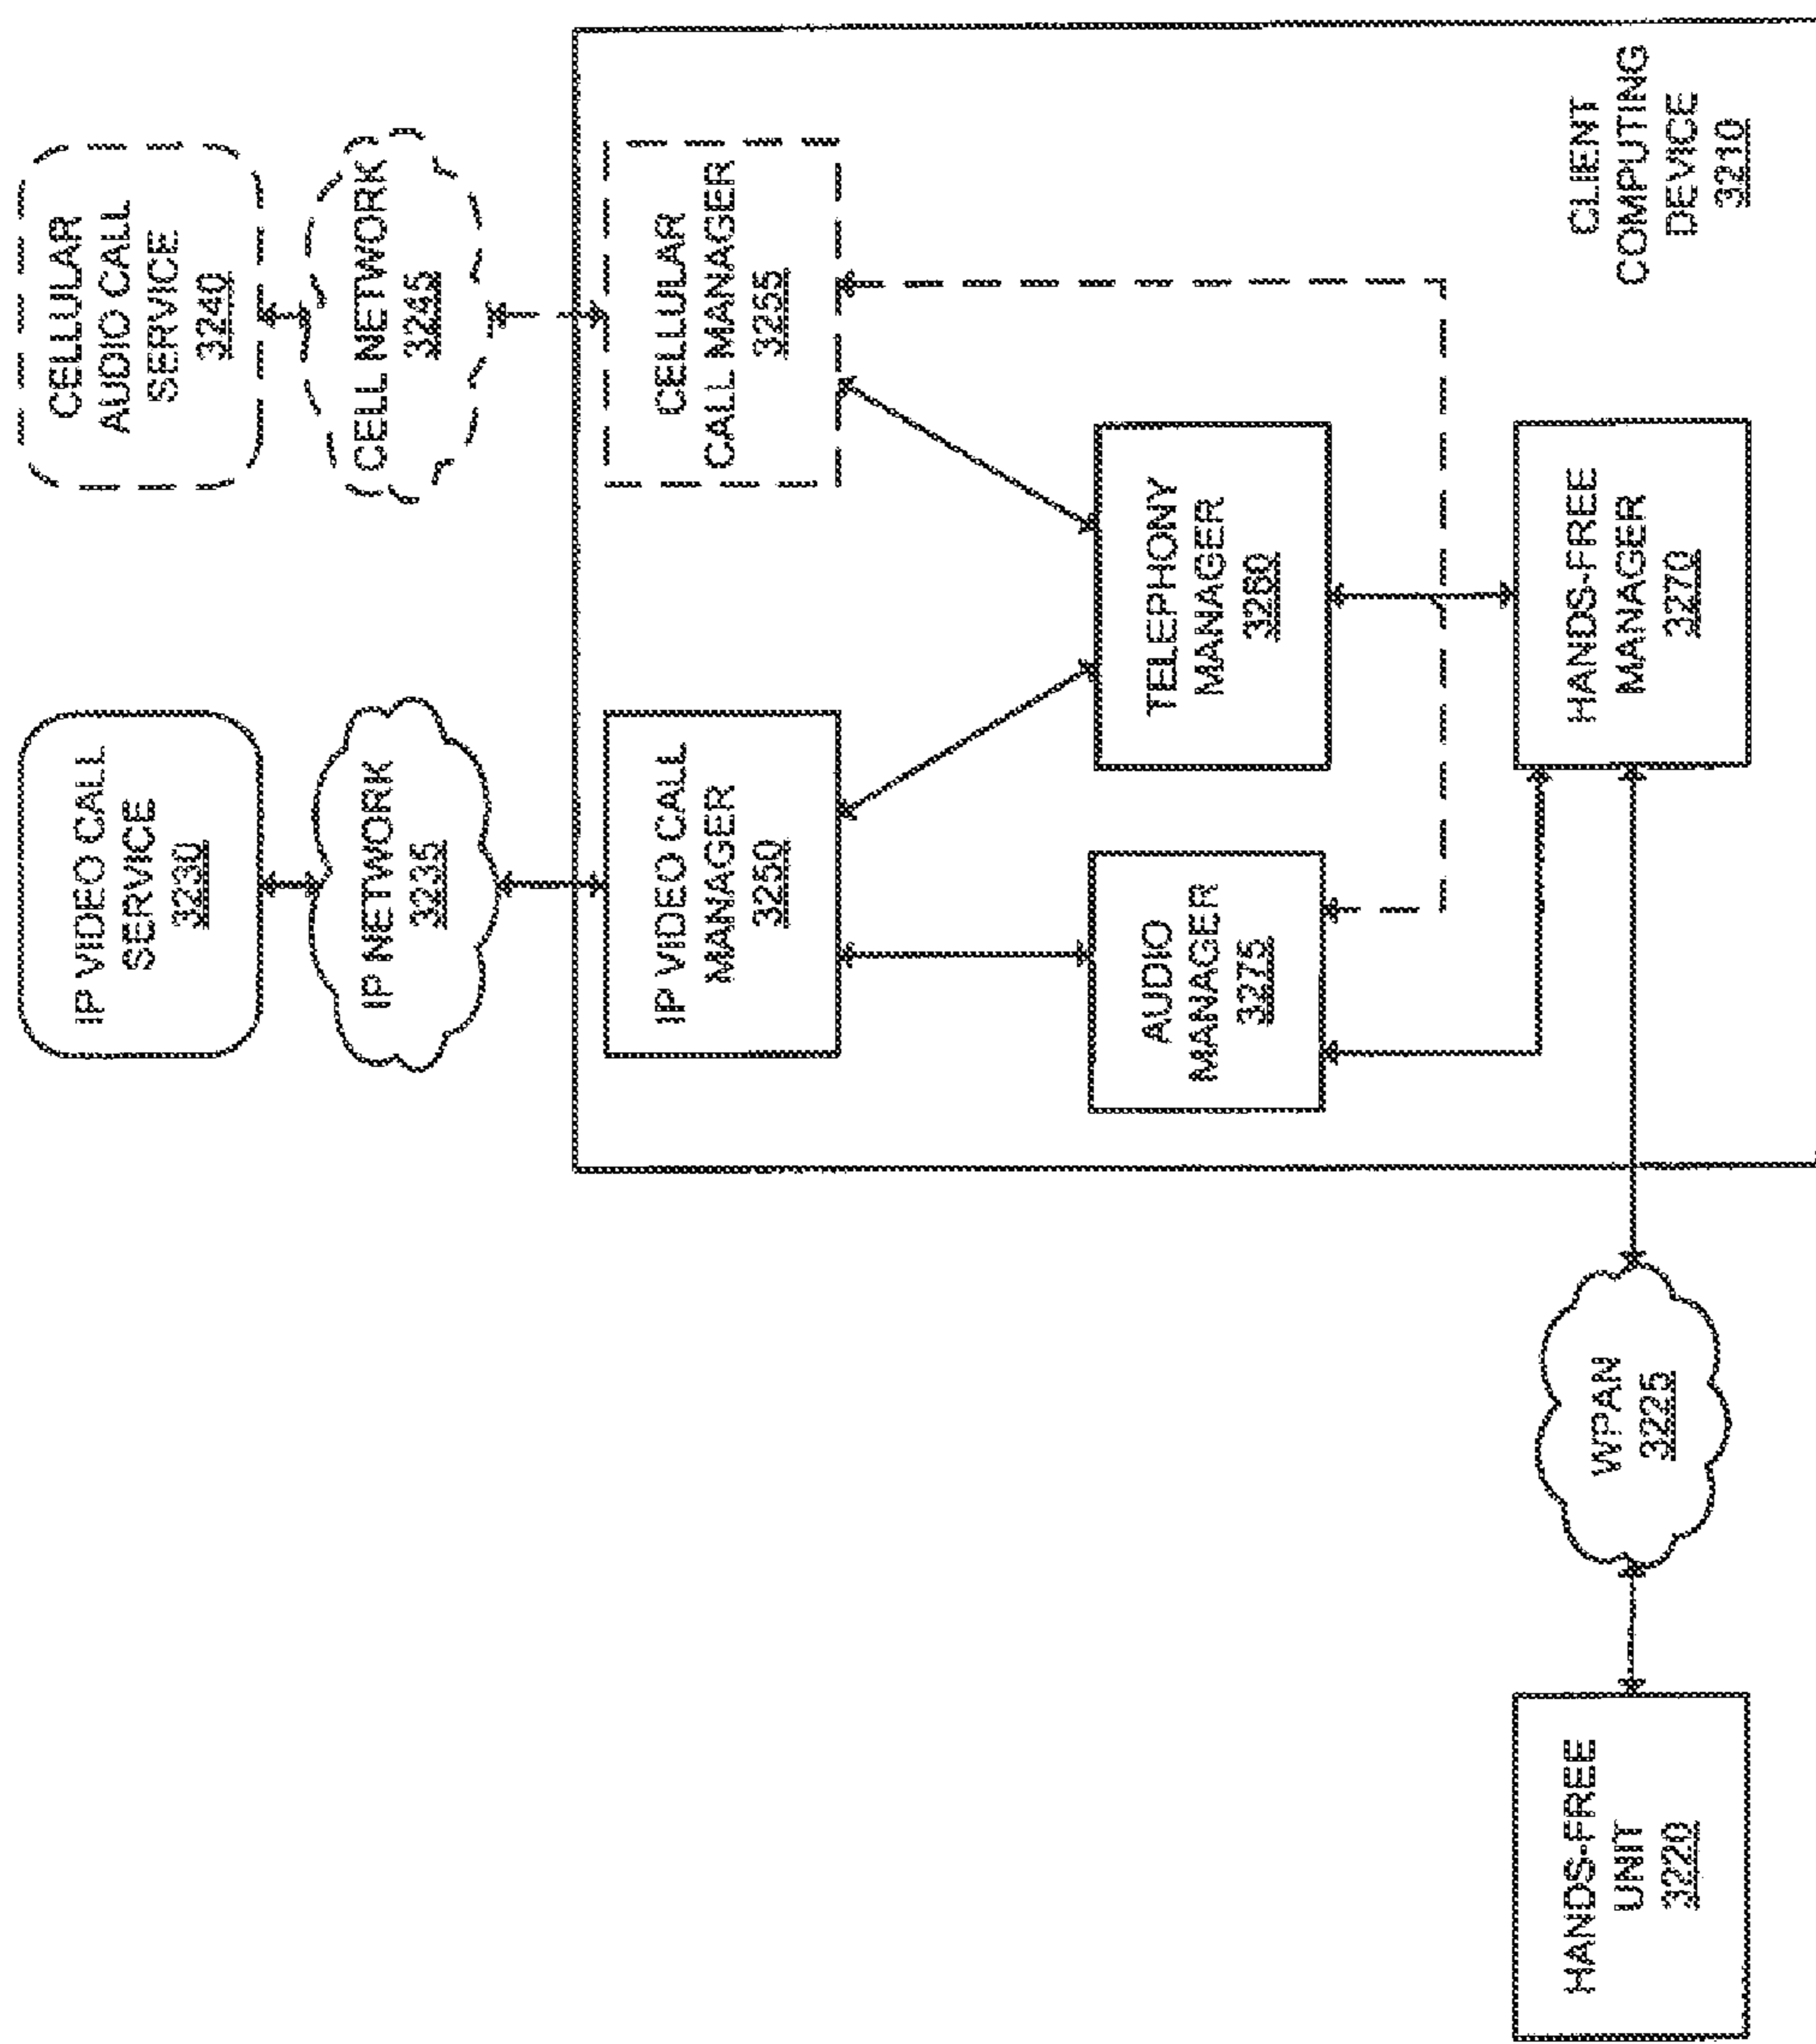 CELLULAR
AUDIO CALL
SERVICE
3240
CELL NETWORK
3245
CELLULAR
CALL MANAGER
3255
CLIENT
COMPUTING
DEVICE
3210
IP VIDEO CALL
SERVICE
3230
IP NETWORK
3235
IP VIDEO CALL
MANAGER
3250
TELEPHONY
MANAGER
3260
HANDS-FREE
MANAGER
3270
AUDIO
MANAGER
3275
WPAN
3225
HANDS-FREE
UNIT
3220